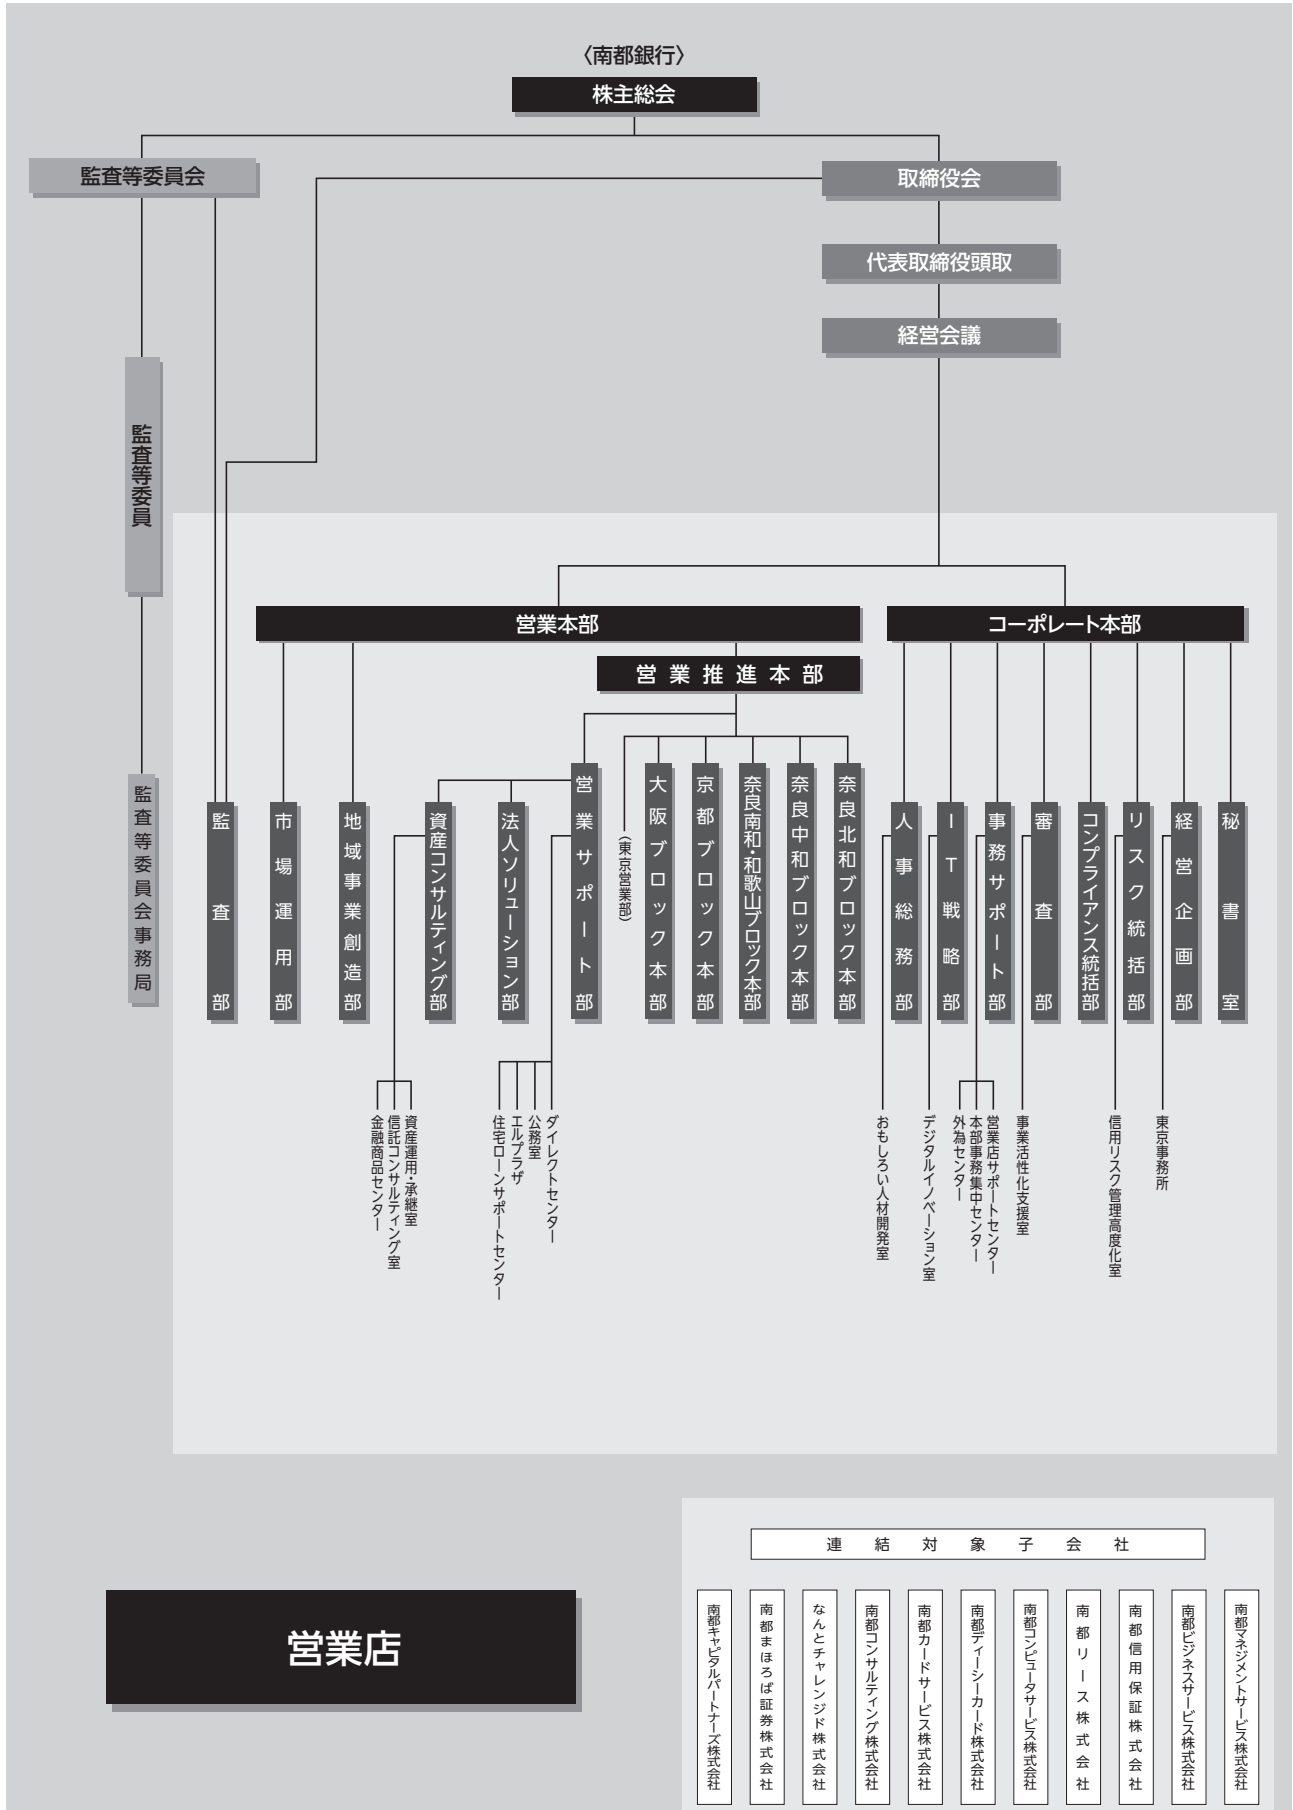 〈南都銀行〉
株主総会
監査等委員会
取締役会
代表取締役頭取
経営会議
監査等委員
監査等委員会事務局
営業本部
コーポレート本部
営業推進本部
秘書室
経営企画部
リスク統括部
コンプライアンス統括部
審査部
事務サポート部
IT戦略部
人事総務部
奈良北和ブロック本部
奈良中和ブロック本部
奈良南和・和歌山ブロック本部
京都ブロック本部
大阪ブロック本部
（東京営業部）
営業サポート部
法人ソリューション部
資産コンサルティング部
地域事業創造部
市場運用部
監査部
東京事務所
信用リスク管理高度化室
事業活性化支援室
営業店サポートセンター
本部事務集中センター
外為センター
デジタルイノベーション室
おもしろい人材開発室
ダイレクトセンター
公務室
エルプラザ
住宅ローンサポートセンター
資産運用・承継室
信託コンサルティング室
金融商品センター
営業店
連結対象子会社
南都マネジメントサービス株式会社
南都ビジネスサービス株式会社
南都信用保証株式会社
南都リース株式会社
南都コンピュータサービス株式会社
南都ディーシーカード株式会社
南都カードサービス株式会社
南都コンサルティング株式会社
なんとチャレンジド株式会社
南都まほろば証券株式会社
南都キャピタルパートナーズ株式会社